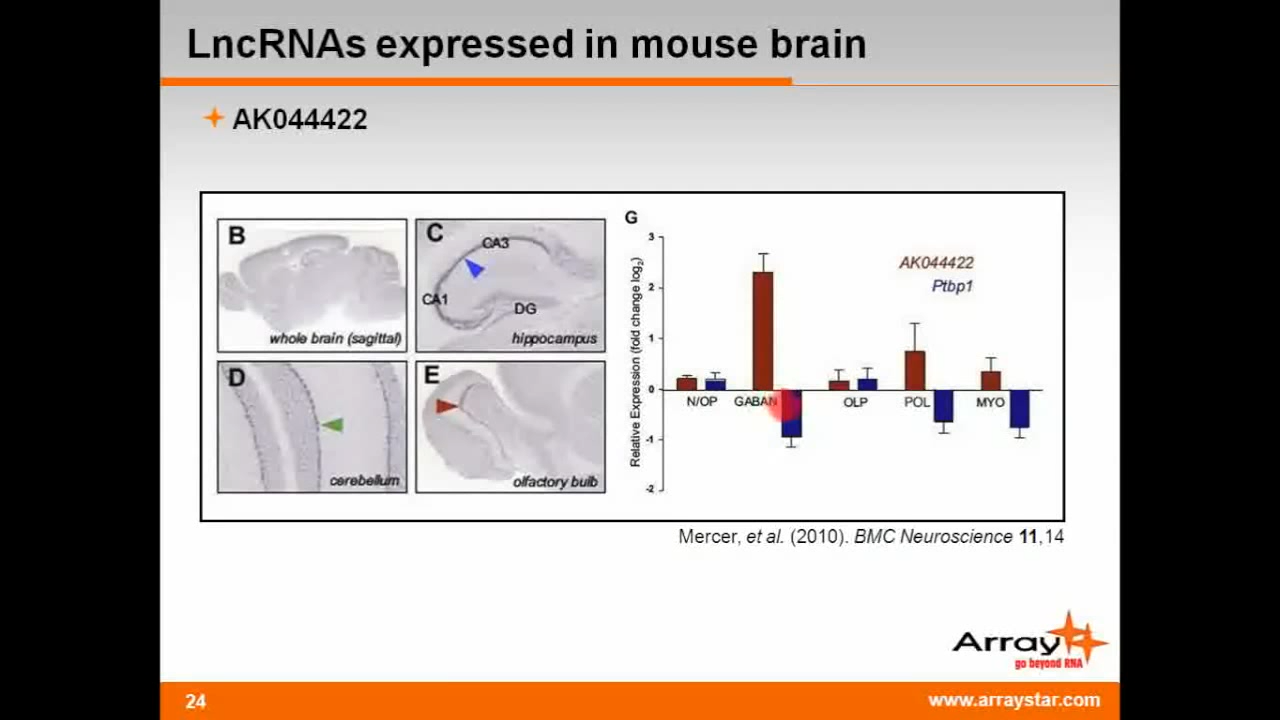 LncRNAs expressed in mouse brain
AK044422
B
whole brain (sagittal)
C
CA3
CA1
DG
hippocampus
D
cerebellum
E
olfactory bulb
G
Relative Expression (fold change log2)
3
2
1
0
-1
-2
AK044422
Ptbp1
N/OP
GABAN
OLP
POL
MYO
Mercer, et al. (2010). BMC Neuroscience 11,14
Array
go beyond RNA
24
www.arraystar.com